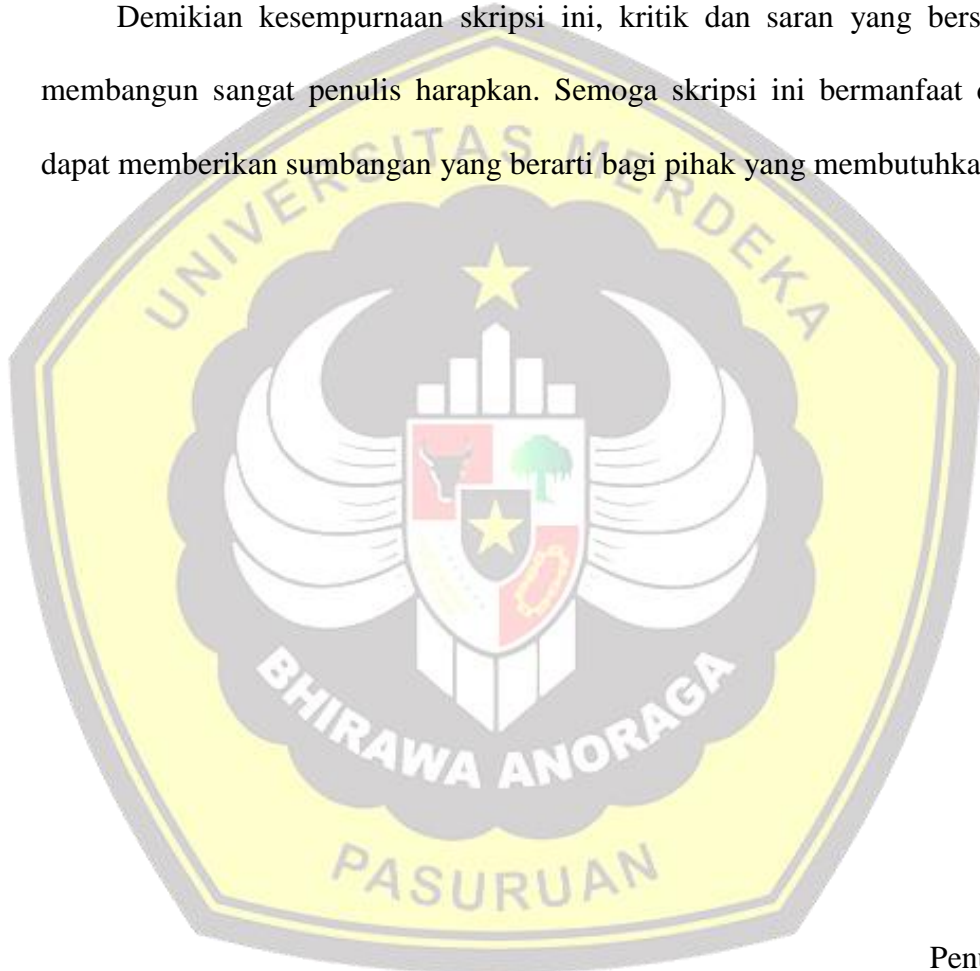 Demikian kesempurnaan skripsi ini, kritik dan saran yang bers
membangun sangat penulis harapkan. Semoga skripsi ini bermanfaat
dapat memberikan sumbangan yang berarti bagi pihak yang membutuhka
UNIVERSITAS MERDEKA
BHIRAWA ANORAGA
PASURUAN
Pen